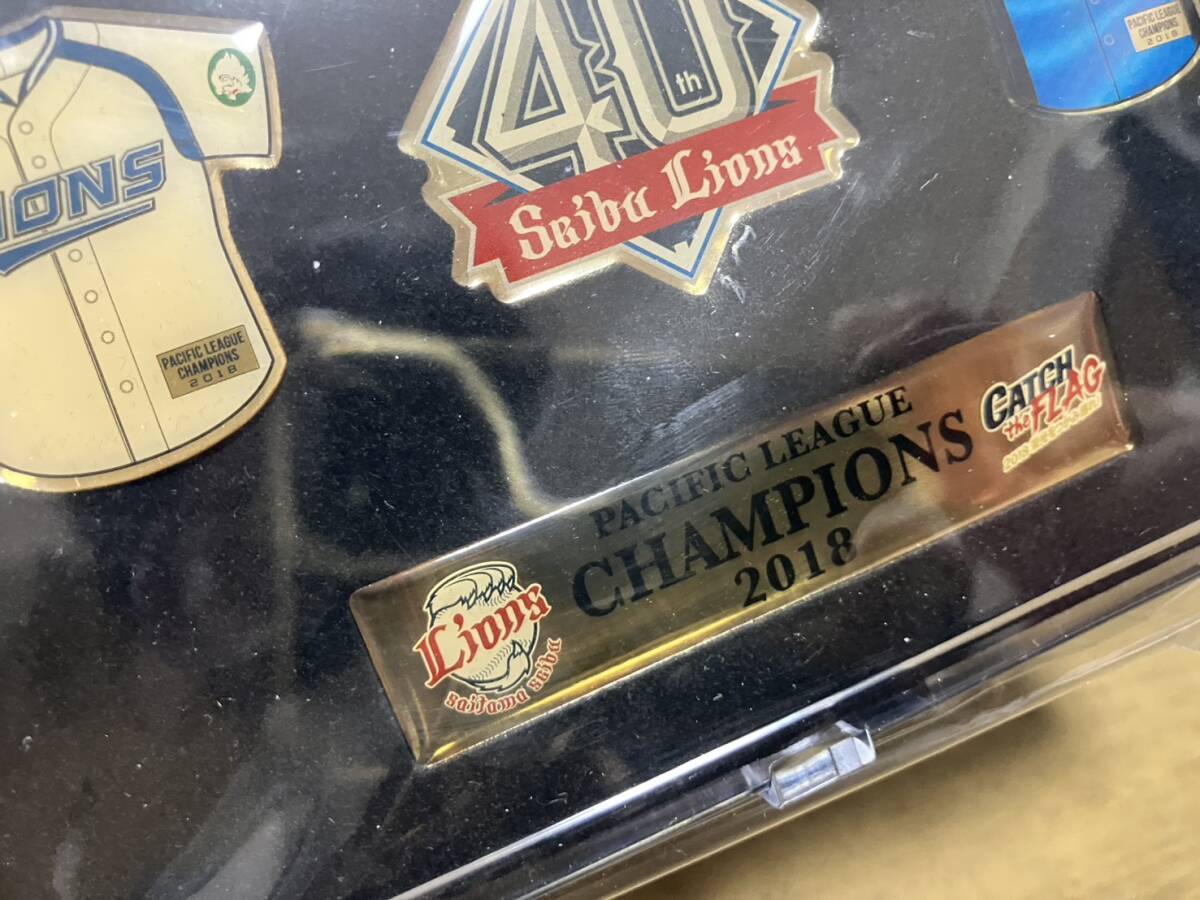 40th
Seibu Lions
PACIFIC LEAGUE
CHAMPIONS
2018
IONS
PACIFIC LEAGUE
CHAMPIONS
2018
PACIFIC LEAGUE
CHAMPIONS
2018
Lions
saitama seibu
CATCH
the FLAG
2018